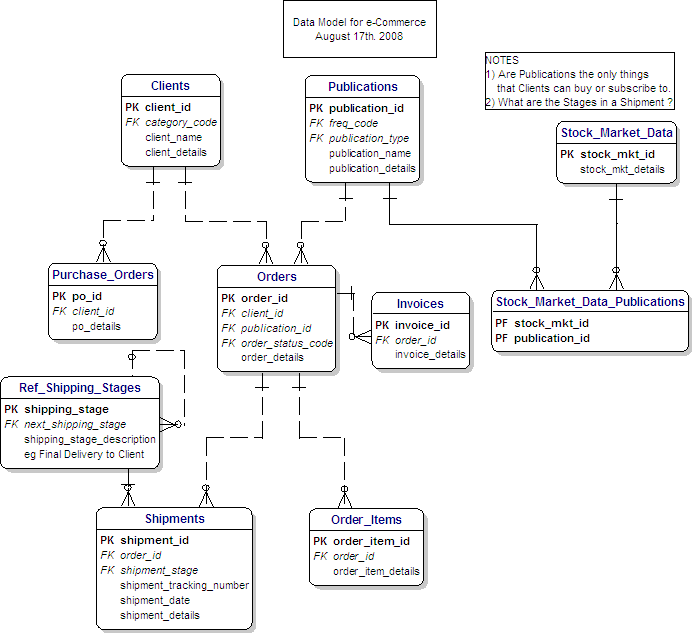 Data Model for e-Commerce
August 17th. 2008
NOTES
1) Are Publications the only things
that Clients can buy or subscribe to.
2) What are the Stages in a Shipment ?
Clients
PK client_id
FK category_code
client_name
client_details
Publications
PK publication_id
FK freq_code
FK publication_type
publication_name
publication_details
Stock_Market_Data
PK stock_mkt_id
stock_mkt_details
Purchase_Orders
PK po_id
FK client_id
po_details
Orders
PK order_id
FK client_id
FK publication_id
FK order_status_code
order_details
Invoices
PK invoice_id
FK order_id
invoice_details
Stock_Market_Data_Publications
PF stock_mkt_id
PF publication_id
Ref_Shipping_Stages
PK shipping_stage
FK next_shipping_stage
shipping_stage_description
eg Final Delivery to Client
Shipments
PK shipment_id
FK order_id
FK shipment_stage
shipment_tracking_number
shipment_date
shipment_details
Order_Items
PK order_item_id
FK order_id
order_item_details